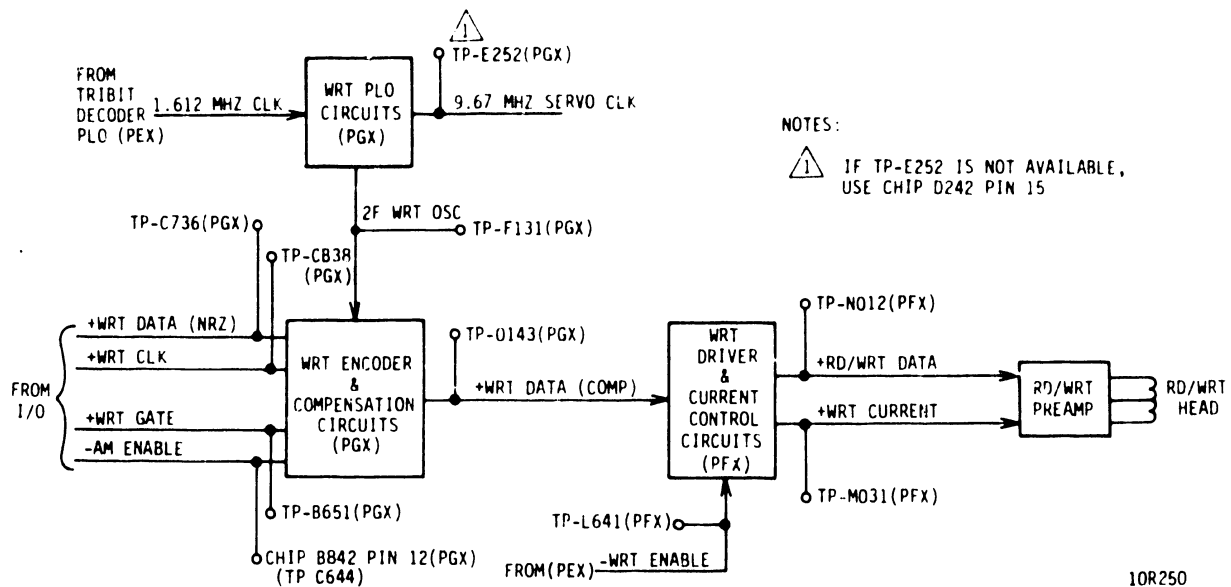 1
TP-E252(PGX)
FROM
TRIBIT
DECODER
PLO (PEX)
1.612 MHZ CLK
WRT PLO
CIRCUITS
(PGX)
9.67 MHZ SERVO CLK
NOTES:
1 IF TP-E252 IS NOT AVAILABLE,
USE CHIP D242 PIN 15
2F WRT OSC
TP-F131(PGX)
TP-C736(PGX)
TP-CB38
(PGX)
FROM
I/O
+WRT DATA (NRZ)
+WRT CLK
+WRT GATE
-AM ENABLE
WRT ENCODER
&
COMPENSATION
CIRCUITS
(PGX)
TP-B651(PGX)
CHIP B842 PIN 12(PGX)
(TP C644)
TP-0143(PGX)
+WRT DATA (COMP)
WRT
DRIVER
&
CURRENT
CONTROL
CIRCUITS
(PFX)
TP-L641(PFX)
FROM(PEX)
-WRT ENABLE
TP-N012(PFX)
+RD/WRT DATA
+WRT CURRENT
TP-M031(PFX)
RD/WRT
PREAMP
RD/WRT
HEAD
10R250